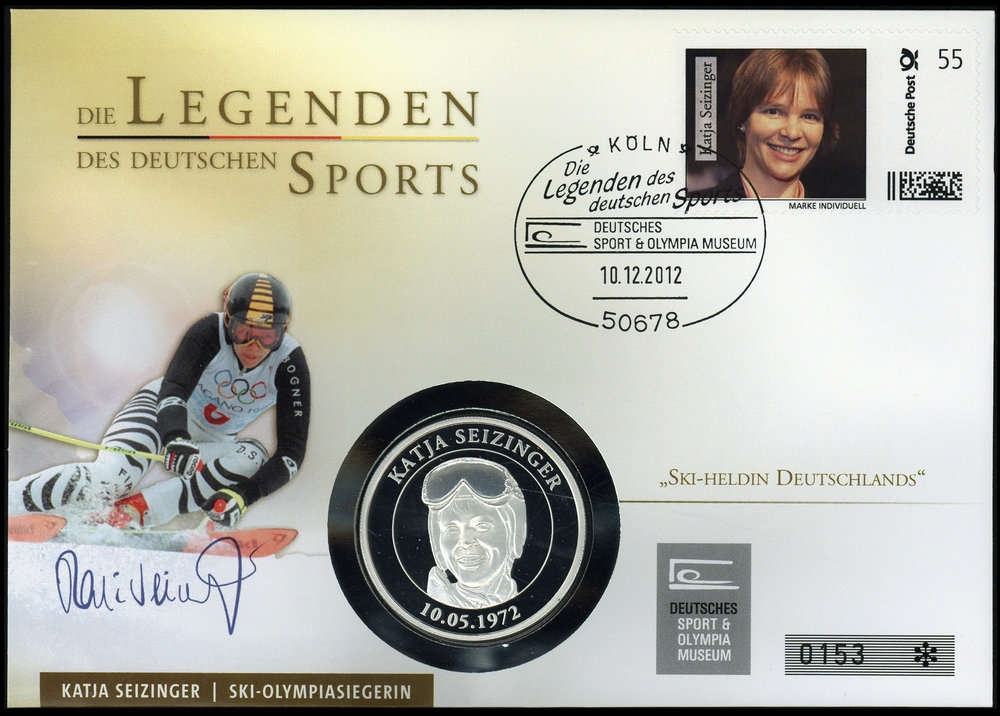 DIE LEGENDEN
DES DEUTSCHEN SPORTS
Katja Seizinger
Deutsche Post
55
MARKE INDIVIDUELL
KÖLN
Die
Legenden des
deutschen Sports
DEUTSCHES
SPORT & OLYMPIA MUSEUM
10.12.2012
50678
BOGNER
NAGANO
KATJA SEIZINGER
10.05.1972
„SKI-HELDIN DEUTSCHLANDS“
DEUTSCHES
SPORT &
OLYMPIA
MUSEUM
0153
KATJA SEIZINGER | SKI-OLYMPIASIEGERIN